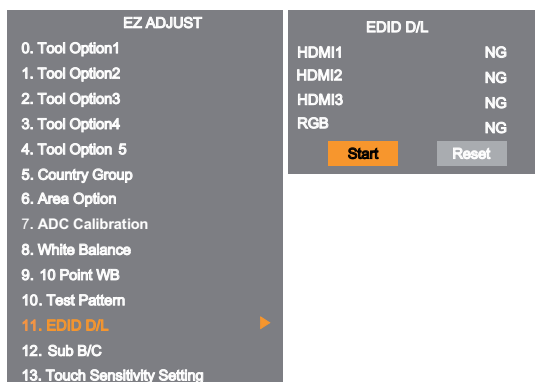 EZ ADJUST
0. Tool Option1
1. Tool Option2
2. Tool Option3
3. Tool Option4
4. Tool Option 5
5. Country Group
6. Area Option
7. ADC Calibration
8. White Balance
9. 10 Point WB
10. Test Pattern
11. EDID D/L
12. Sub B/C
13. Touch Sensitivity Setting
EDID D/L
HDMI1 NG
HDMI2 NG
HDMI3 NG
RGB NG
Start Reset